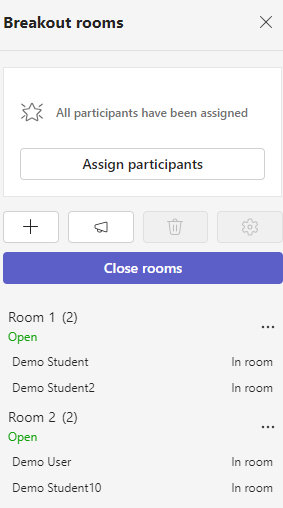 Breakout rooms
All participants have been assigned
Assign participants
Close rooms
Room 1 (2)
Open
Demo Student In room
Demo Student2 In room
Room 2 (2)
Open
Demo User In room
Demo Student10 In room